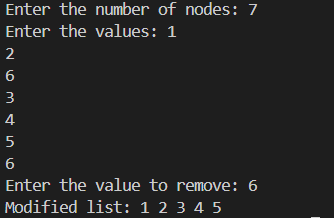 Enter the number of nodes: 7
Enter the values: 1
2
6
3
4
5
6
Enter the value to remove: 6
Modified list: 1 2 3 4 5